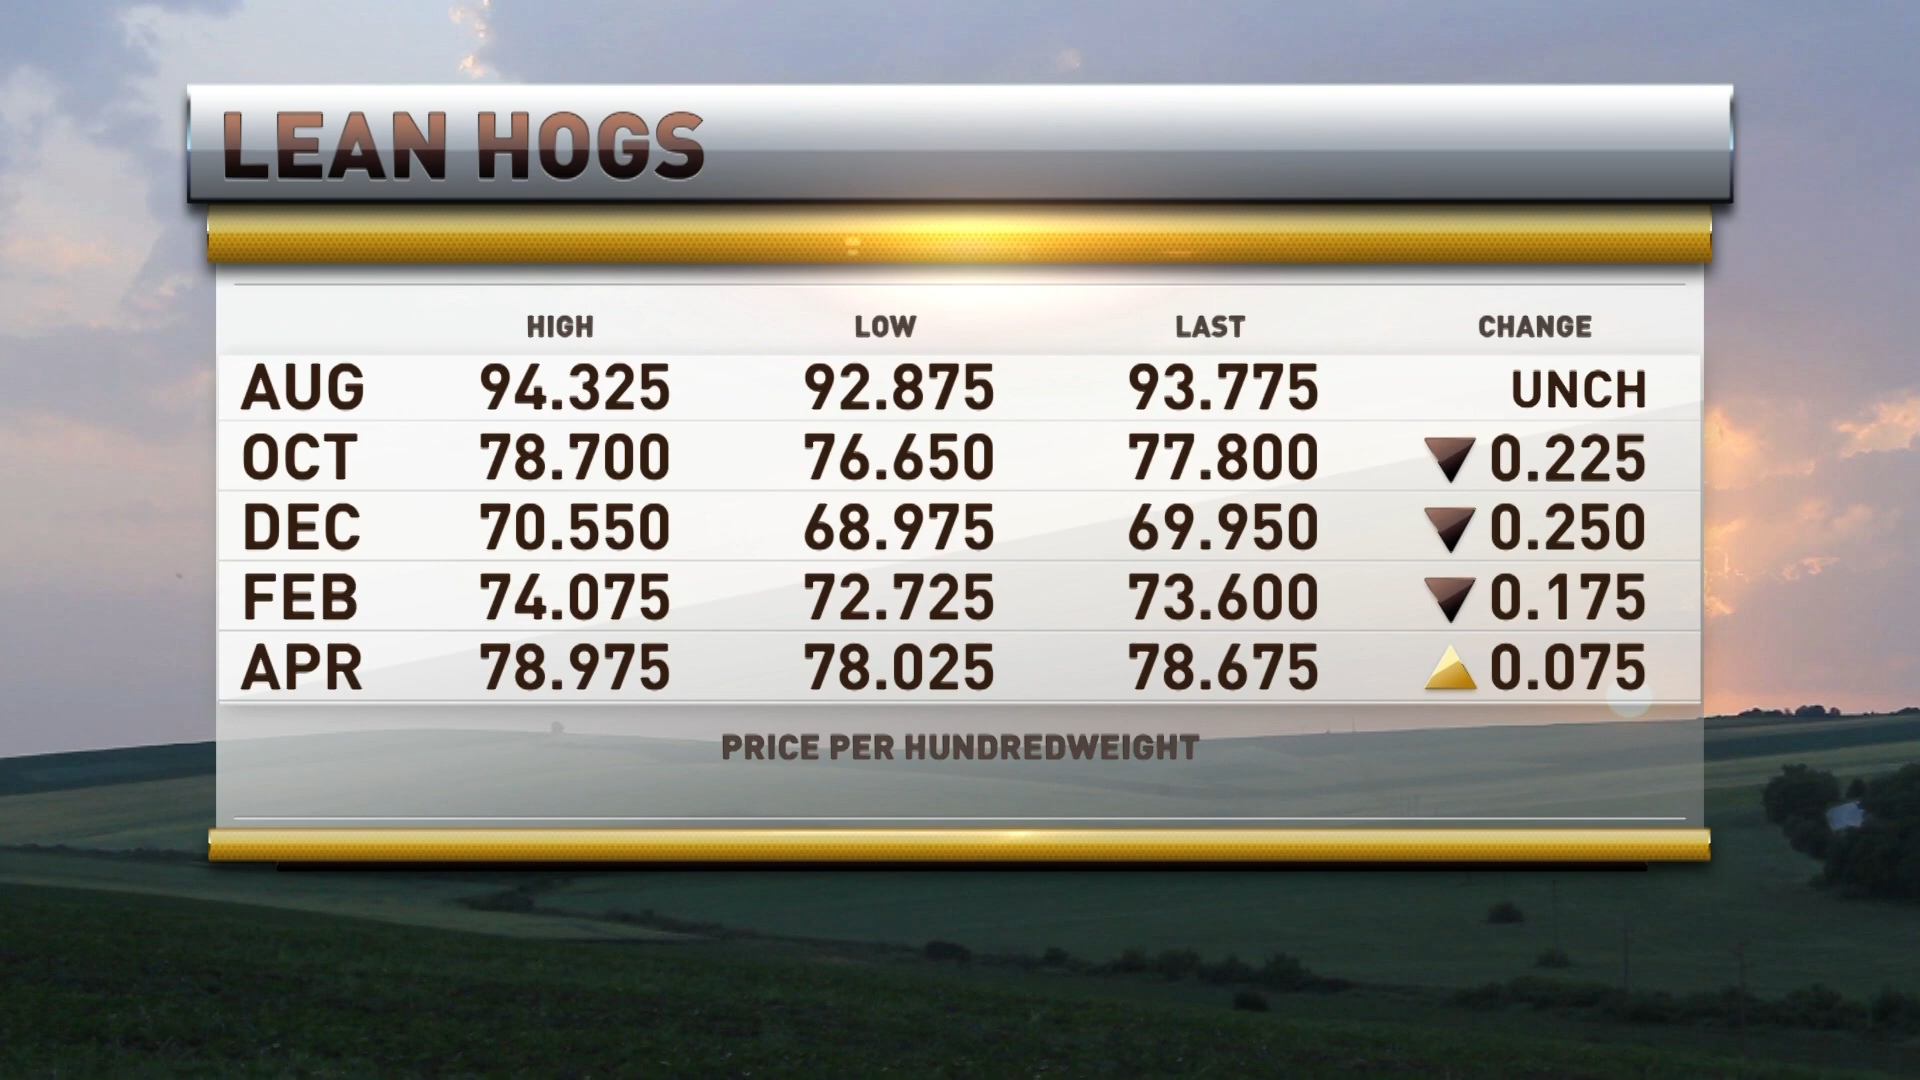 LEAN HOGS
HIGH LOW LAST CHANGE
AUG 94.325 92.875 93.775 UNCH
OCT 78.700 76.650 77.800 ▼ 0.225
DEC 70.550 68.975 69.950 ▼ 0.250
FEB 74.075 72.725 73.600 ▼ 0.175
APR 78.975 78.025 78.675 ▲ 0.075
PRICE PER HUNDREDWEIGHT